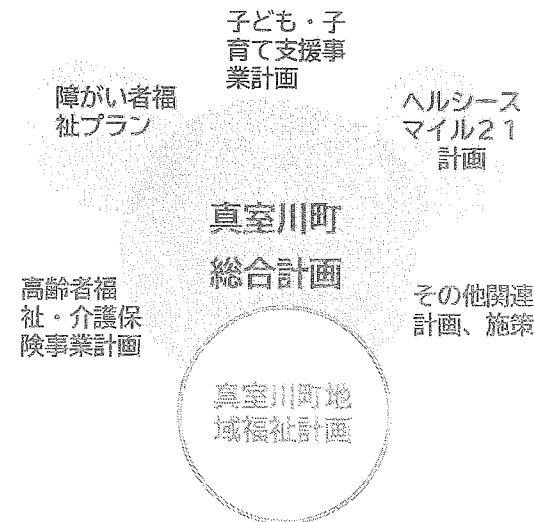 子ども・子
育て支援事
業計画
障がい者福
祉プラン
ヘルシース
マイル２１
計画
真室川町
総合計画
高齢者福
祉・介護保
険事業計画
その他関連
計画、施策
真室川町地
域福祉計画